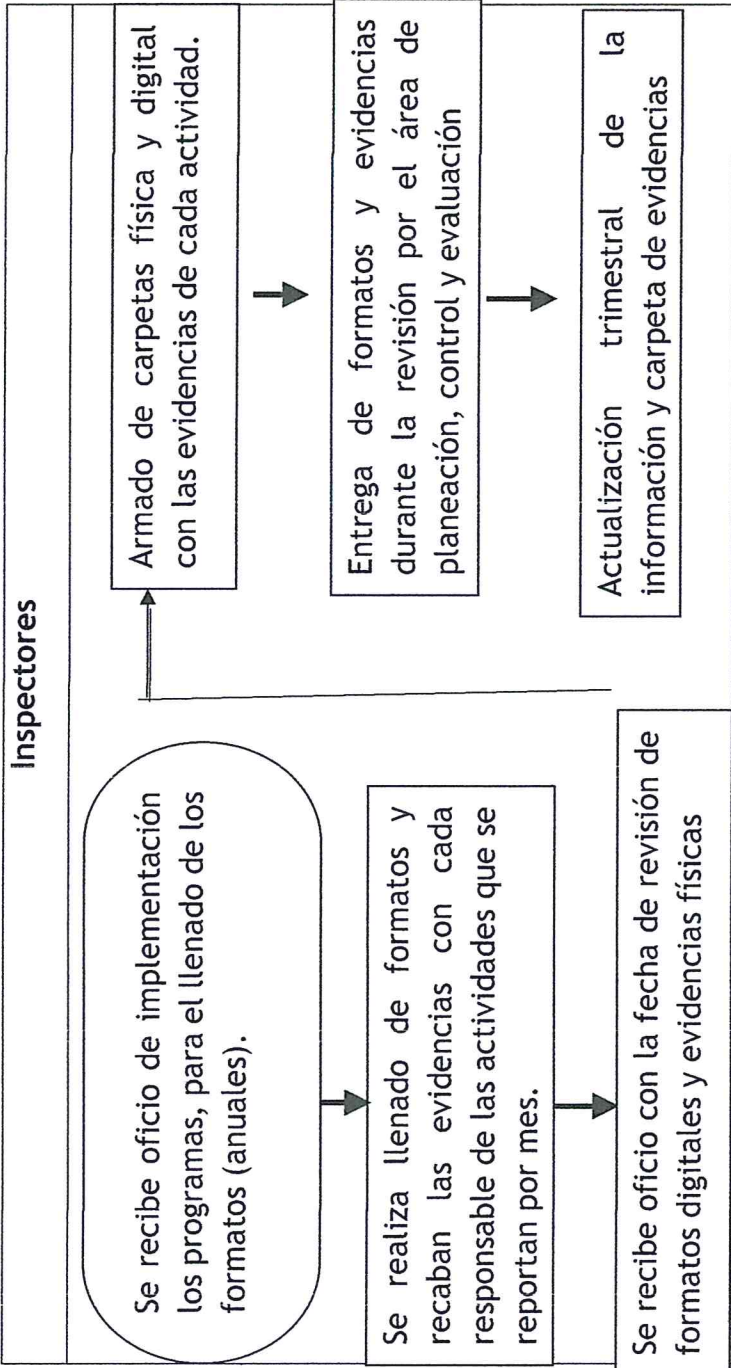 Inspectores
Se recibe oficio de implementación
los programas, para el llenado de los
formatos (anuales).
Se realiza llenado de formatos y
recaban las evidencias con cada
responsable de las actividades que se
reportan por mes.
Se recibe oficio con la fecha de revisión de
formatos digitales y evidencias físicas
Armado de carpetas física y digital
con las evidencias de cada actividad.
Entrega de formatos y evidencias
durante la revisión por el área de
planeación, control y evaluación
Actualización trimestral de la
información y carpeta de evidencias